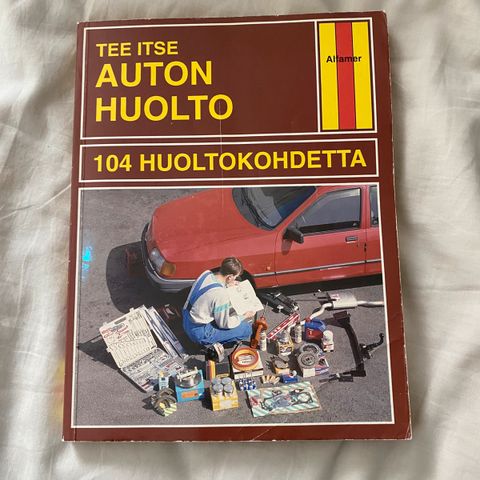 TEE ITSE
AUTON
HUOLTO
Alfamer
104 HUOLTOKOHDETTA